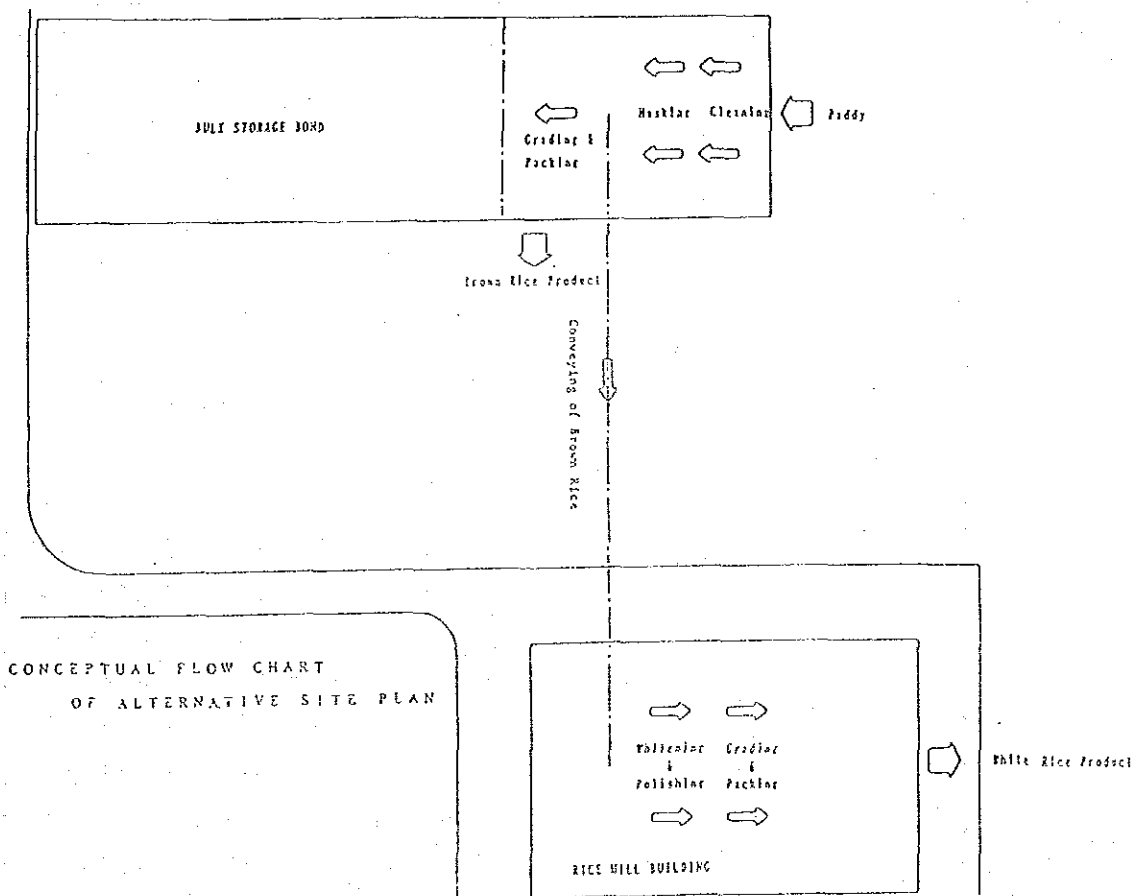 BULK STORAGE BOND
Husking Cleaning
Paddy
Grading &
Packing
Brown Rice Product
Conveying of Brown Rice
CONCEPTUAL FLOW CHART
OF ALTERNATIVE SITE PLAN
Whitening Grading
& &
Polishing Packing
White Rice Product
RICE MILL BUILDING